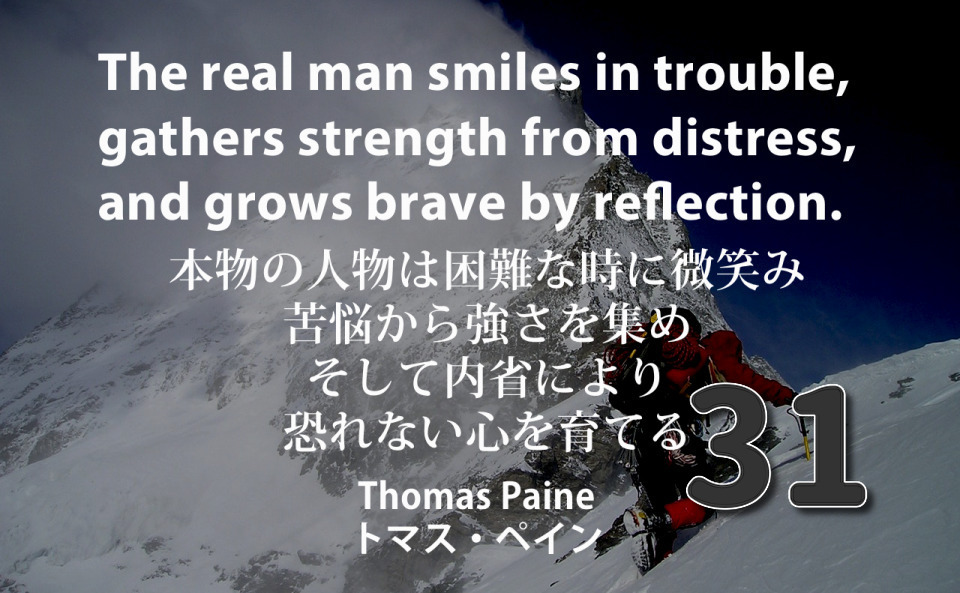 The real man smiles in trouble,
gathers strength from distress,
and grows brave by reflection.
本物の人物は困難な時に微笑み
苦悩から強さを集め
そして内省により
恐れない心を育てる
31
Thomas Paine
トマス・ペイン